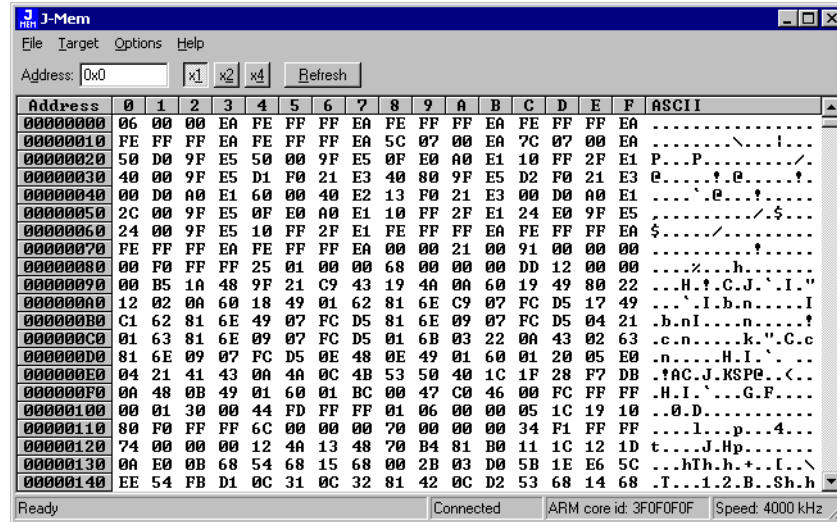 J-Mem
File Target Options Help
Address: 0x0 x1 x2 x4 Refresh
Address 0 1 2 3 4 5 6 7 8 9 A B C D E F ASCII
00000000 06 00 00 EA FE FF FF EA FE FF FF EA FE FF FF EA ................
00000010 FE FF FF EA FE FF FF EA 5C 07 00 EA 7C 07 00 EA ........\...|...
00000020 50 D0 9F E5 50 00 9F E5 0F E0 A0 E1 10 FF 2F E1 P...P........./.
00000030 40 00 9F E5 D1 F0 21 E3 40 80 9F E5 D2 F0 21 E3 @.....!.@.....!.
00000040 00 D0 A0 E1 60 00 40 E2 13 F0 21 E3 00 D0 A0 E1 ....`.@...!.....
00000050 2C 00 9F E5 0F E0 A0 E1 10 FF 2F E1 24 E0 9F E5 ,........./.$...
00000060 24 00 9F E5 10 FF 2F E1 FE FF FF EA FE FF FF EA $...../.........
00000070 FE FF FF EA FE FF FF EA 00 00 21 00 91 00 00 00 ..........!.....
00000080 00 F0 FF FF 25 01 00 00 68 00 00 00 DD 12 00 00 ....%...h.......
00000090 00 B5 1A 48 9F 21 C9 43 19 4A 0A 60 19 49 80 22 ...H.!.C.J.`.I."
000000A0 12 02 0A 60 18 49 01 62 81 6E C9 07 FC D5 17 49 ...`.I.b.n.....I
000000B0 C1 62 81 6E 49 07 FC D5 81 6E 09 07 FC D5 04 21 .b.nI....n.....!
000000C0 01 63 81 6E 09 07 FC D5 01 6B 03 22 0A 43 02 63 .c.n.....k.".C.c
000000D0 81 6E 09 07 FC D5 0E 48 0E 49 01 60 01 20 05 E0 .n.....H.I.`. ..
000000E0 04 21 41 43 0A 4A 0C 4B 53 50 40 1C 1F 28 F7 DB .!AC.J.KSP@..(..
000000F0 0A 48 0B 49 01 60 01 BC 00 47 C0 46 00 FC FF FF .H.I.`...G.F....
00000100 00 01 30 00 44 FD FF FF 01 06 00 00 05 1C 19 10 ..0.D...........
00000110 80 F0 FF FF 6C 00 00 00 70 00 00 00 34 F1 FF FF ....l...p...4...
00000120 74 00 00 00 12 4A 13 48 70 B4 81 B0 11 1C 12 1D t....J.Hp.......
00000130 0A E0 0B 68 54 68 15 68 00 2B 03 D0 5B 1E E6 5C ...hTh.h.+..[..\
00000140 EE 54 FB D1 0C 31 0C 32 81 42 0C D2 53 68 14 68 .T...1.2.B..Sh.h
Ready Connected ARM core id: 3F0F0F0F Speed: 4000 kHz